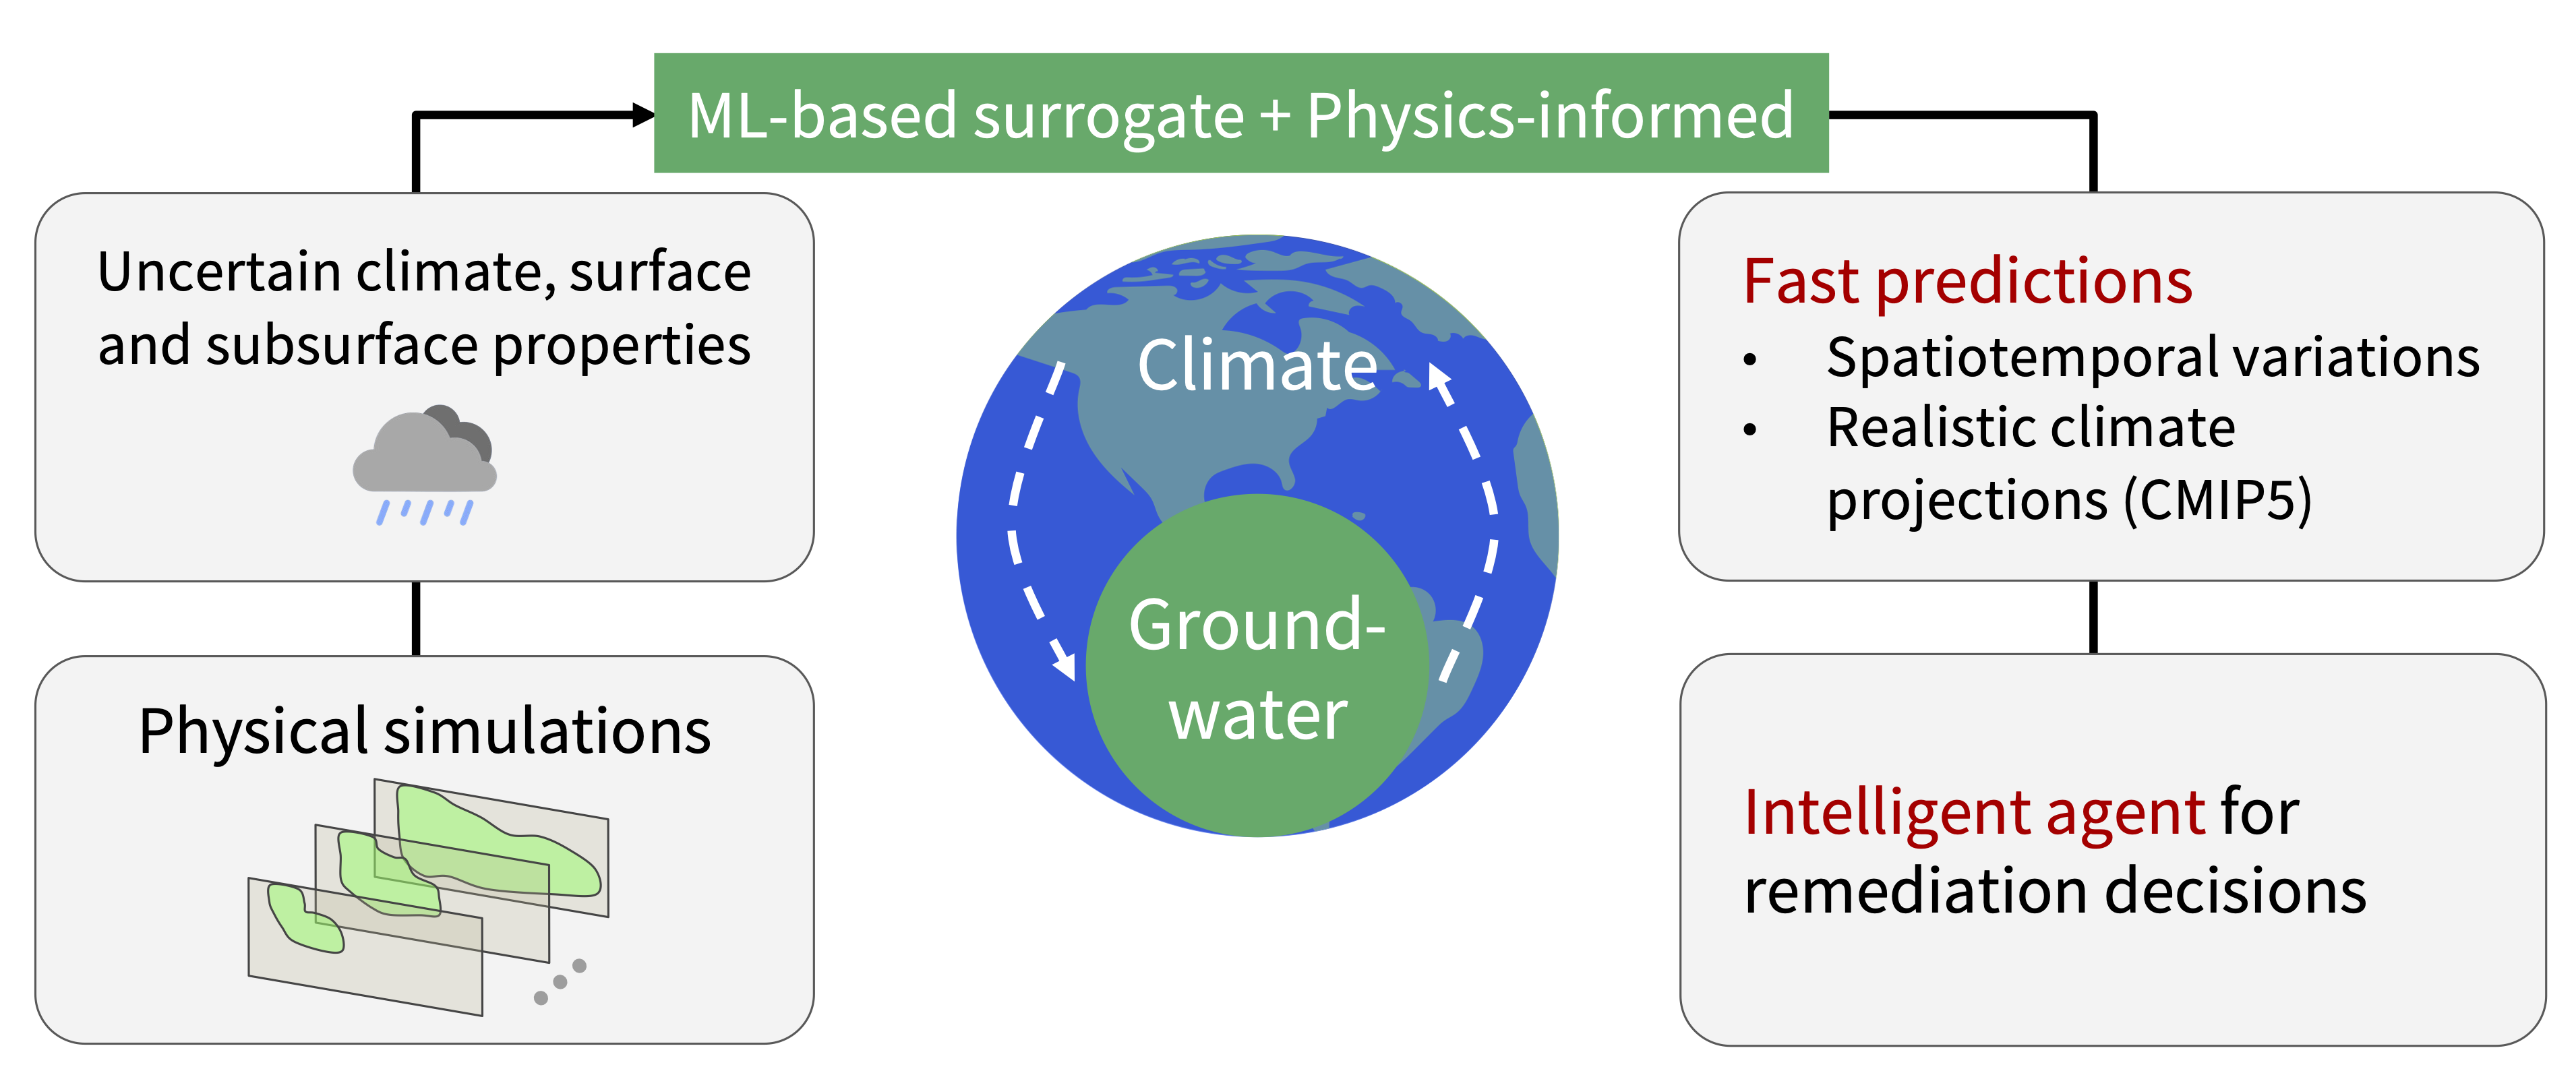 ML-based surrogate + Physics-informed
Uncertain climate, surface
and subsurface properties
Physical simulations
Climate
Ground-
water
Fast predictions
• Spatiotemporal variations
• Realistic climate
projections (CMIP5)
Intelligent agent for
remediation decisions